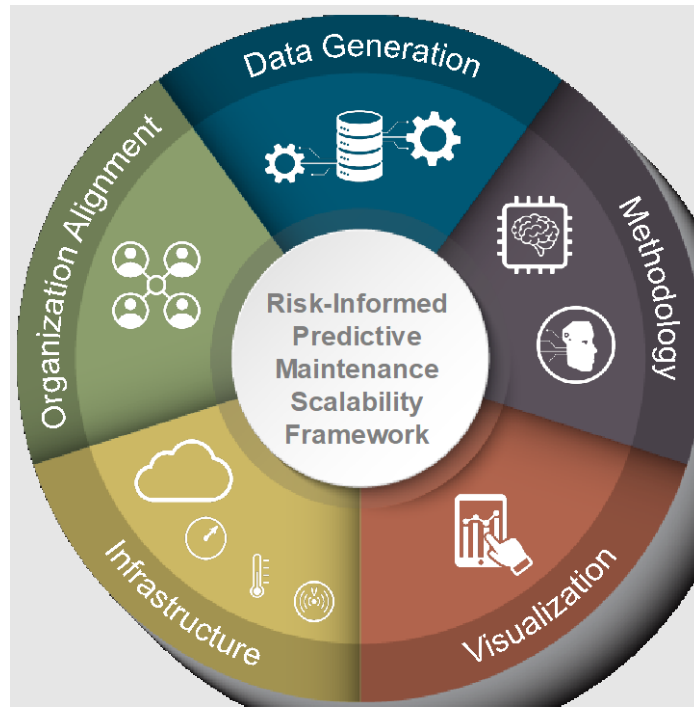 Data Generation
Organization Alignment
Methodology
Risk-Informed
Predictive
Maintenance
Scalability
Framework
Infrastructure
Visualization